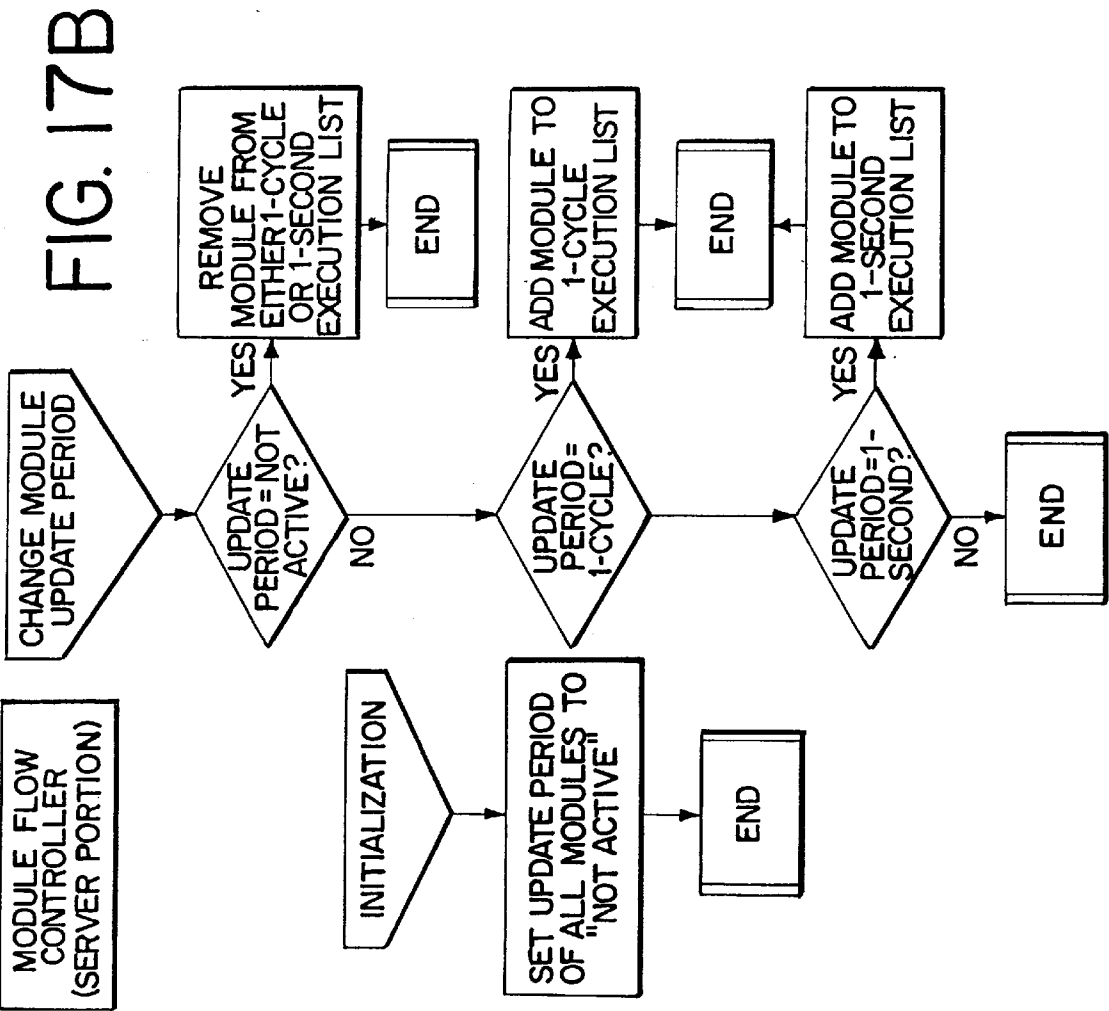 FIG. 17B
MODULE FLOW
CONTROLLER
(SERVER PORTION)
INITIALIZATION
SET UPDATE PERIOD
OF ALL MODULES TO
"NOT ACTIVE"
END
CHANGE MODULE
UPDATE PERIOD
UPDATE
PERIOD=NOT
ACTIVE?
YES
NO
REMOVE
MODULE FROM
EITHER 1-CYCLE
OR 1-SECOND
EXECUTION LIST
END
UPDATE
PERIOD=
1-CYCLE?
YES
ADD MODULE TO
1-CYCLE
EXECUTION LIST
END
UPDATE
PERIOD=1-
SECOND?
YES
NO
ADD MODULE TO
1-SECOND
EXECUTION LIST
END